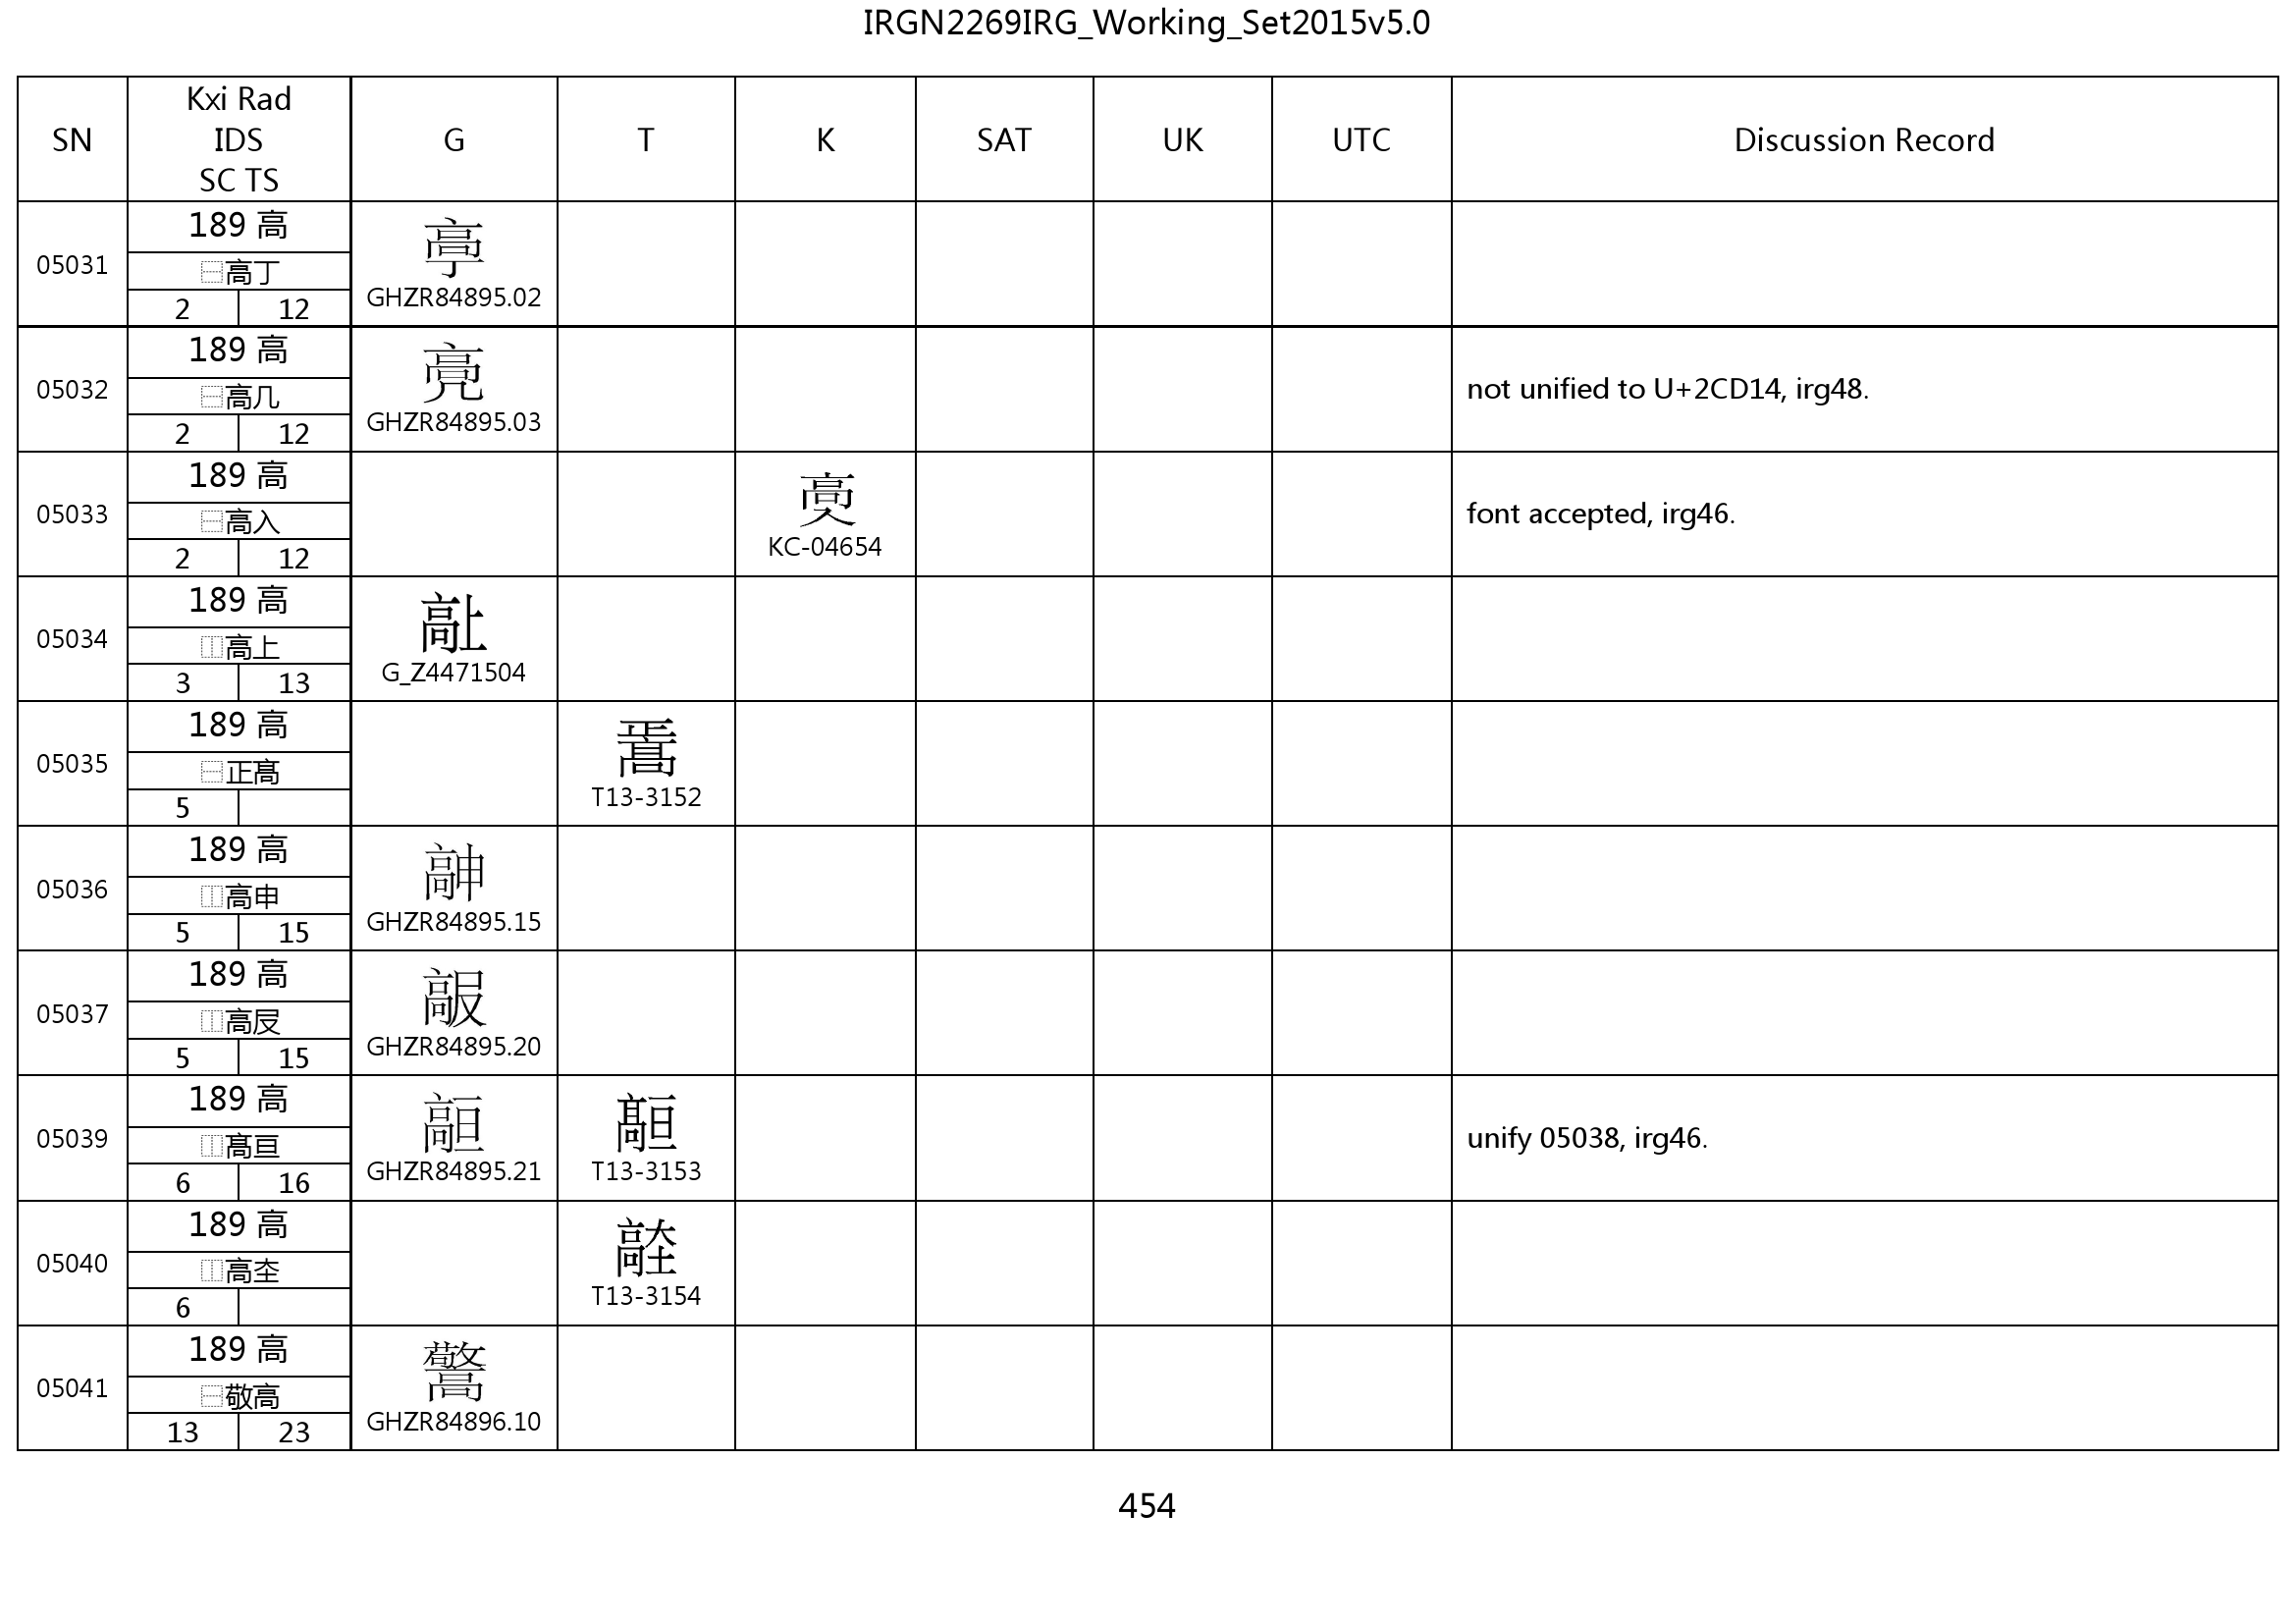 IRGN2269IRG_Working_Set2015v5.0
SN
Kxi Rad
IDS
SC TS
G
T
K
SAT
UK
UTC
Discussion Record
05031
189 高
⿱高丁
2 12
GHZR84895.02
05032
189 高
⿱高几
2 12
GHZR84895.03
not unified to U+2CD14, irg48.
05033
189 高
⿱高入
2 12
KC-04654
font accepted, irg46.
05034
189 高
⿰高上
3 13
G_Z4471504
05035
189 高
⿱正髙
5
T13-3152
05036
189 高
⿰高申
5 15
GHZR84895.15
05037
189 高
⿰高㞋
5 15
GHZR84895.20
05039
189 高
⿰髙亘
6 16
GHZR84895.21
T13-3153
unify 05038, irg46.
05040
189 高
⿰高坴
6
T13-3154
05041
189 高
⿱敬高
13 23
GHZR84896.10
454